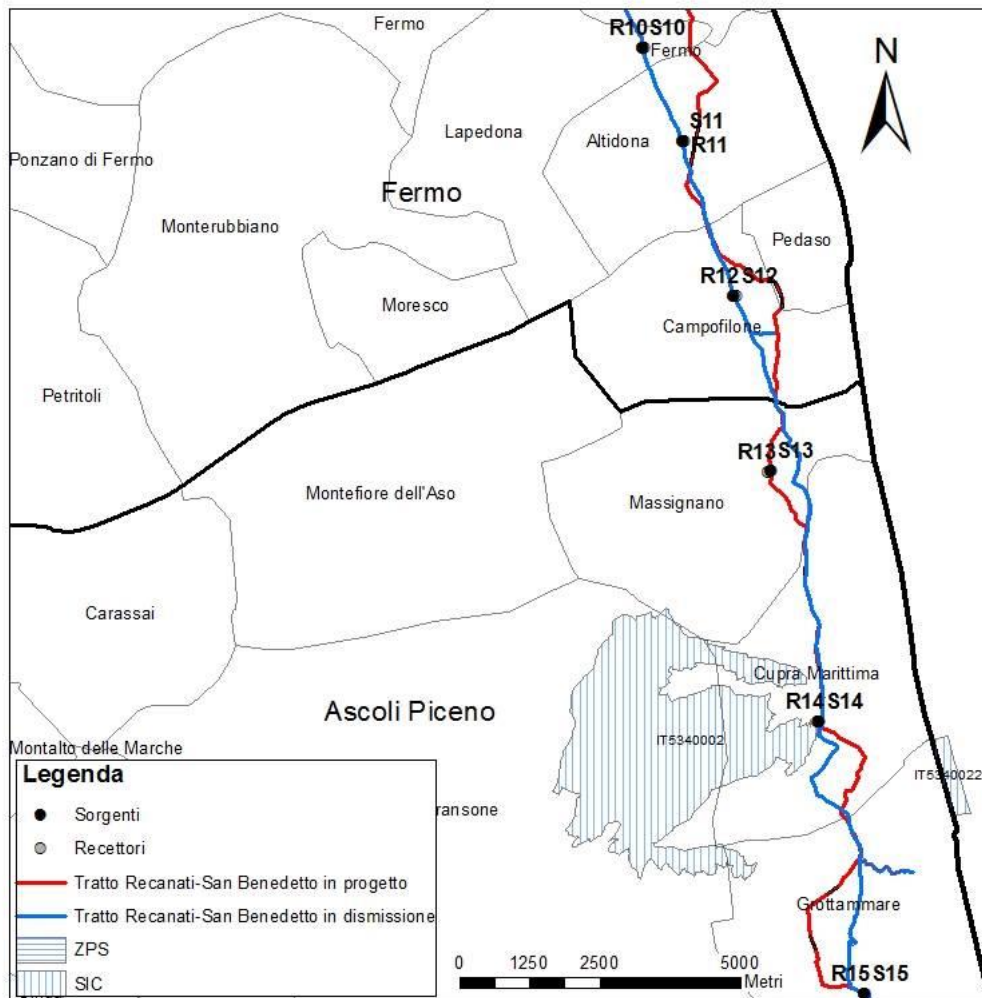 Fermo
R10 S10
Fermo
N
S11
R11
Lapedona
Altidona
Ponzano di Fermo
Fermo
Monterubbiano
Pedaso
R12 S12
Moresco
Campofilone
Petritoli
R13 S13
Montefiore dell'Aso
Massignano
Carassai
Cupra Marittima
R14 S14
Ascoli Piceno
IT5340002
Montalto delle Marche
IT5340022
Legenda
Sorgenti
Recettori
ransone
Tratto Recanati-San Benedetto in progetto
Tratto Recanati-San Benedetto in dismissione
Grottammare
ZPS
SIC
0 1250 2500 5000
Metri
R15 S15